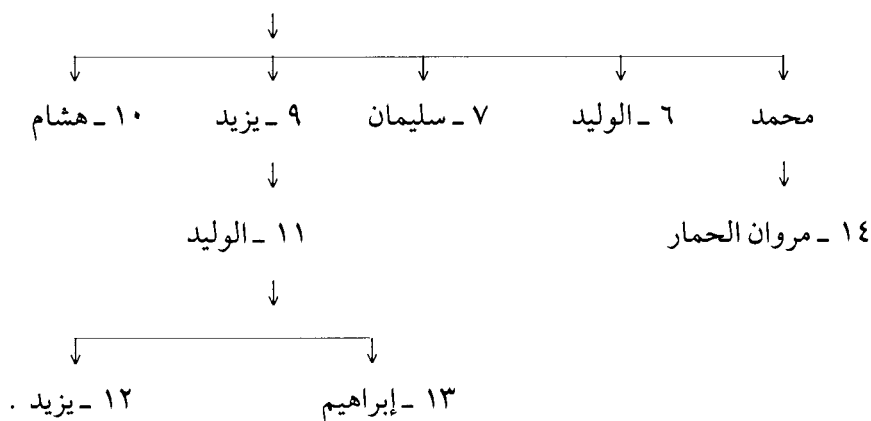 محمد ٦ ـ الوليد ٧ ـ سليمان ٩ ـ يزيد ١٠ ـ هشام
١٤ ـ مروان الحمار ١١ ـ الوليد
١٣ ـ إبراهيم ١٢ ـ يزيد .